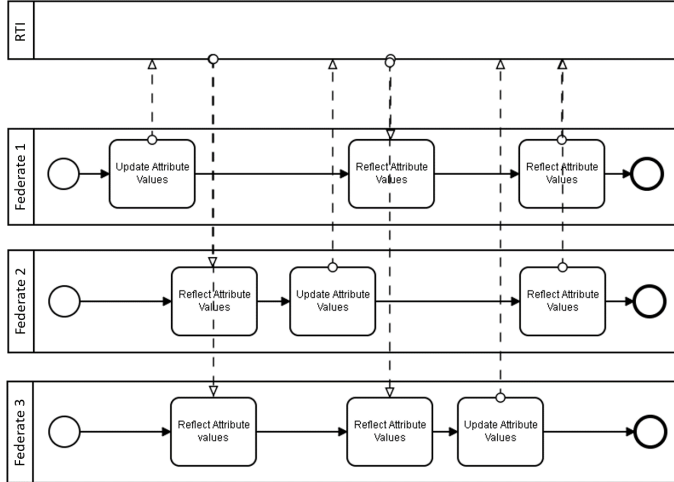 RTI
Federate 1
Update Attribute
Values
Reflect Attribute
Values
Reflect Attribute
Values
Federate 2
Reflect Attribute
Values
Update Attribute
Values
Reflect Attribute
Values
Federate 3
Reflect Attribute
values
Reflect Attribute
Values
Update Attribute
Values